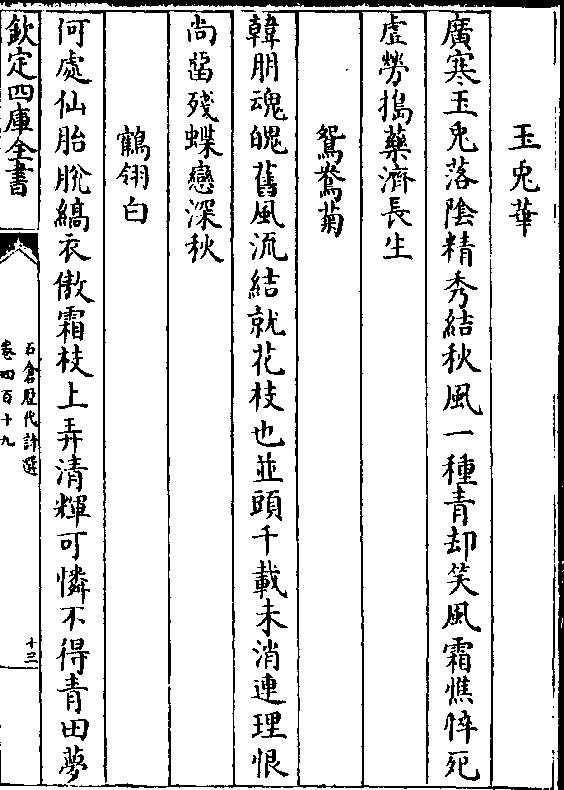 玉兎華
廣寒玉兎落陰精秀結秋風一種青却笑風霜憔悴死
虚勞搗藥濟長生
鴛鴦菊
韓朋魂魄舊風流結就花枝也並頭千載未消連理恨
尚留殘蝶戀深秋
鶴翎白
何處仙胎脫縞衣傲霜枝上弄清輝可憐不得青田夢
欽定四庫全書
石倉歷代詩選
卷四百十九
十三